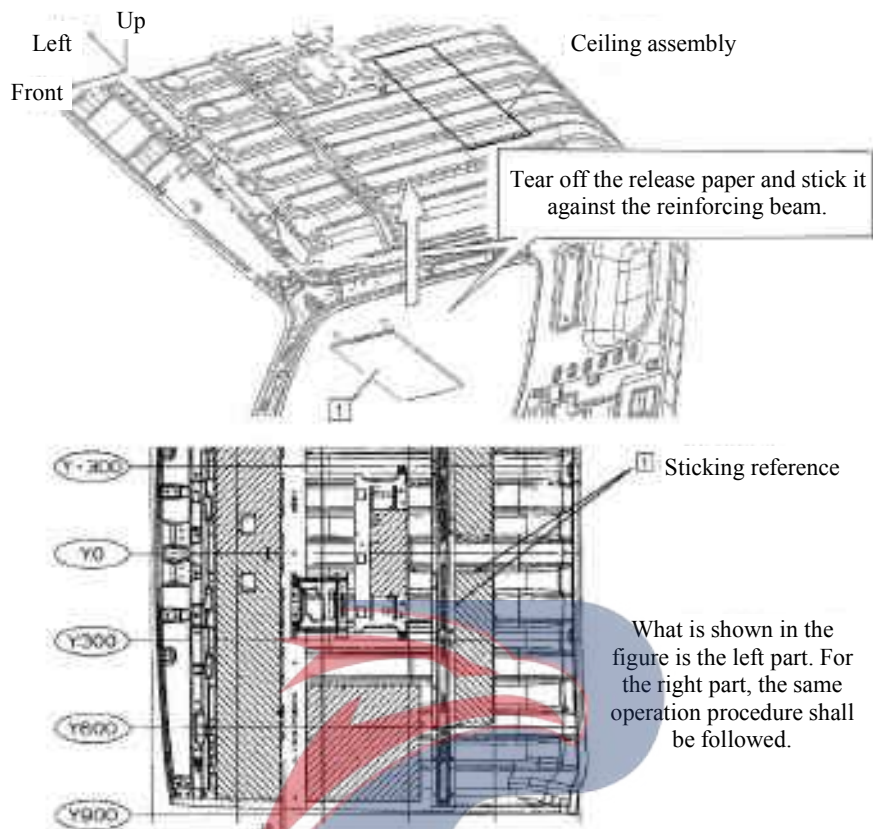 Up
Left
Front
Ceiling assembly
Tear off the release paper and stick it
against the reinforcing beam.
1
Y-300
1 Sticking reference
Y0
Y300
What is shown in the
figure is the left part. For
the right part, the same
operation procedure shall
be followed.
Y600
Y900